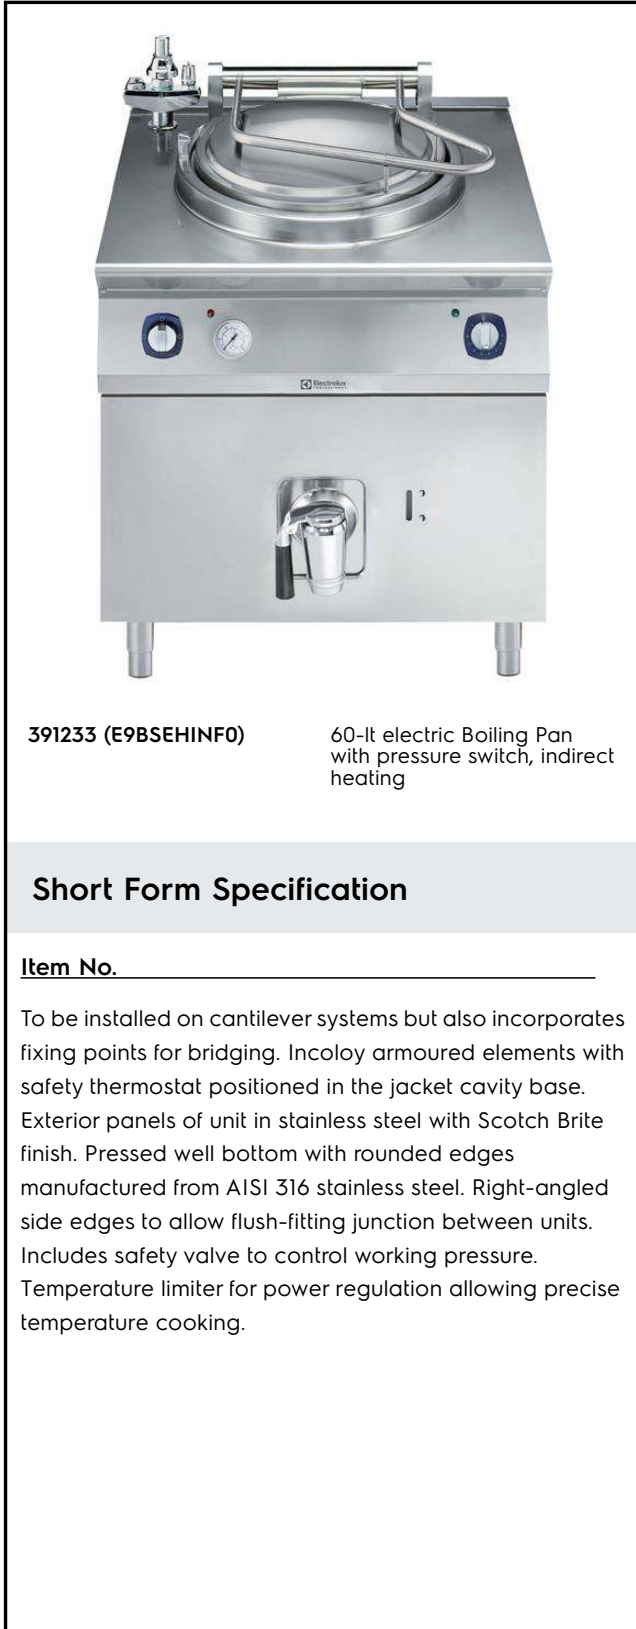 Electrolux
PROFESSIONAL
391233 (E9BSEHINF0)
60-lt electric Boiling Pan
with pressure switch, indirect
heating
Short Form Specification
Item No.
To be installed on cantilever systems but also incorporates
fixing points for bridging. Incoloy armoured elements with
safety thermostat positioned in the jacket cavity base.
Exterior panels of unit in stainless steel with Scotch Brite
finish. Pressed well bottom with rounded edges
manufactured from AISI 316 stainless steel. Right-angled
side edges to allow flush-fitting junction between units.
Includes safety valve to control working pressure.
Temperature limiter for power regulation allowing precise
temperature cooking.